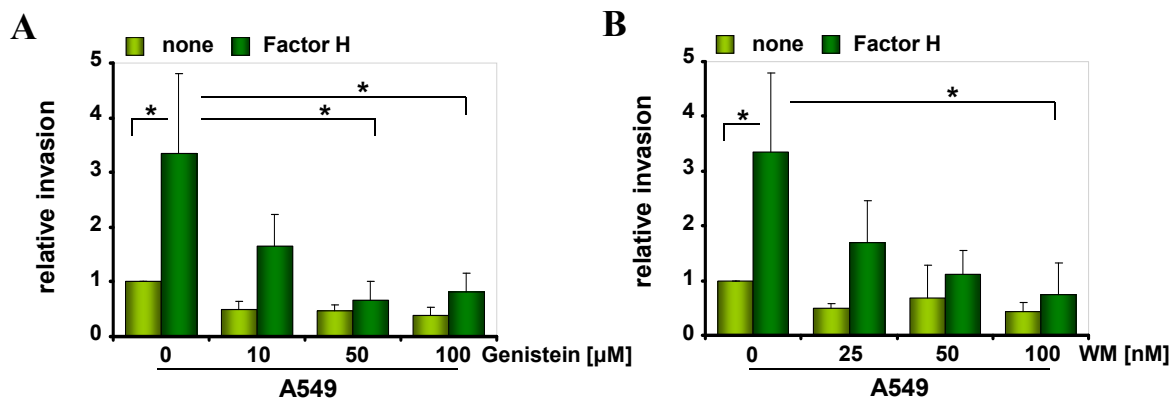 A
none Factor H
5
4
3
2
1
0
relative invasion
* * *
0 10 50 100 Genistein [µM]
A549
B
none Factor H
5
4
3
2
1
0
relative invasion
* *
0 25 50 100 WM [nM]
A549